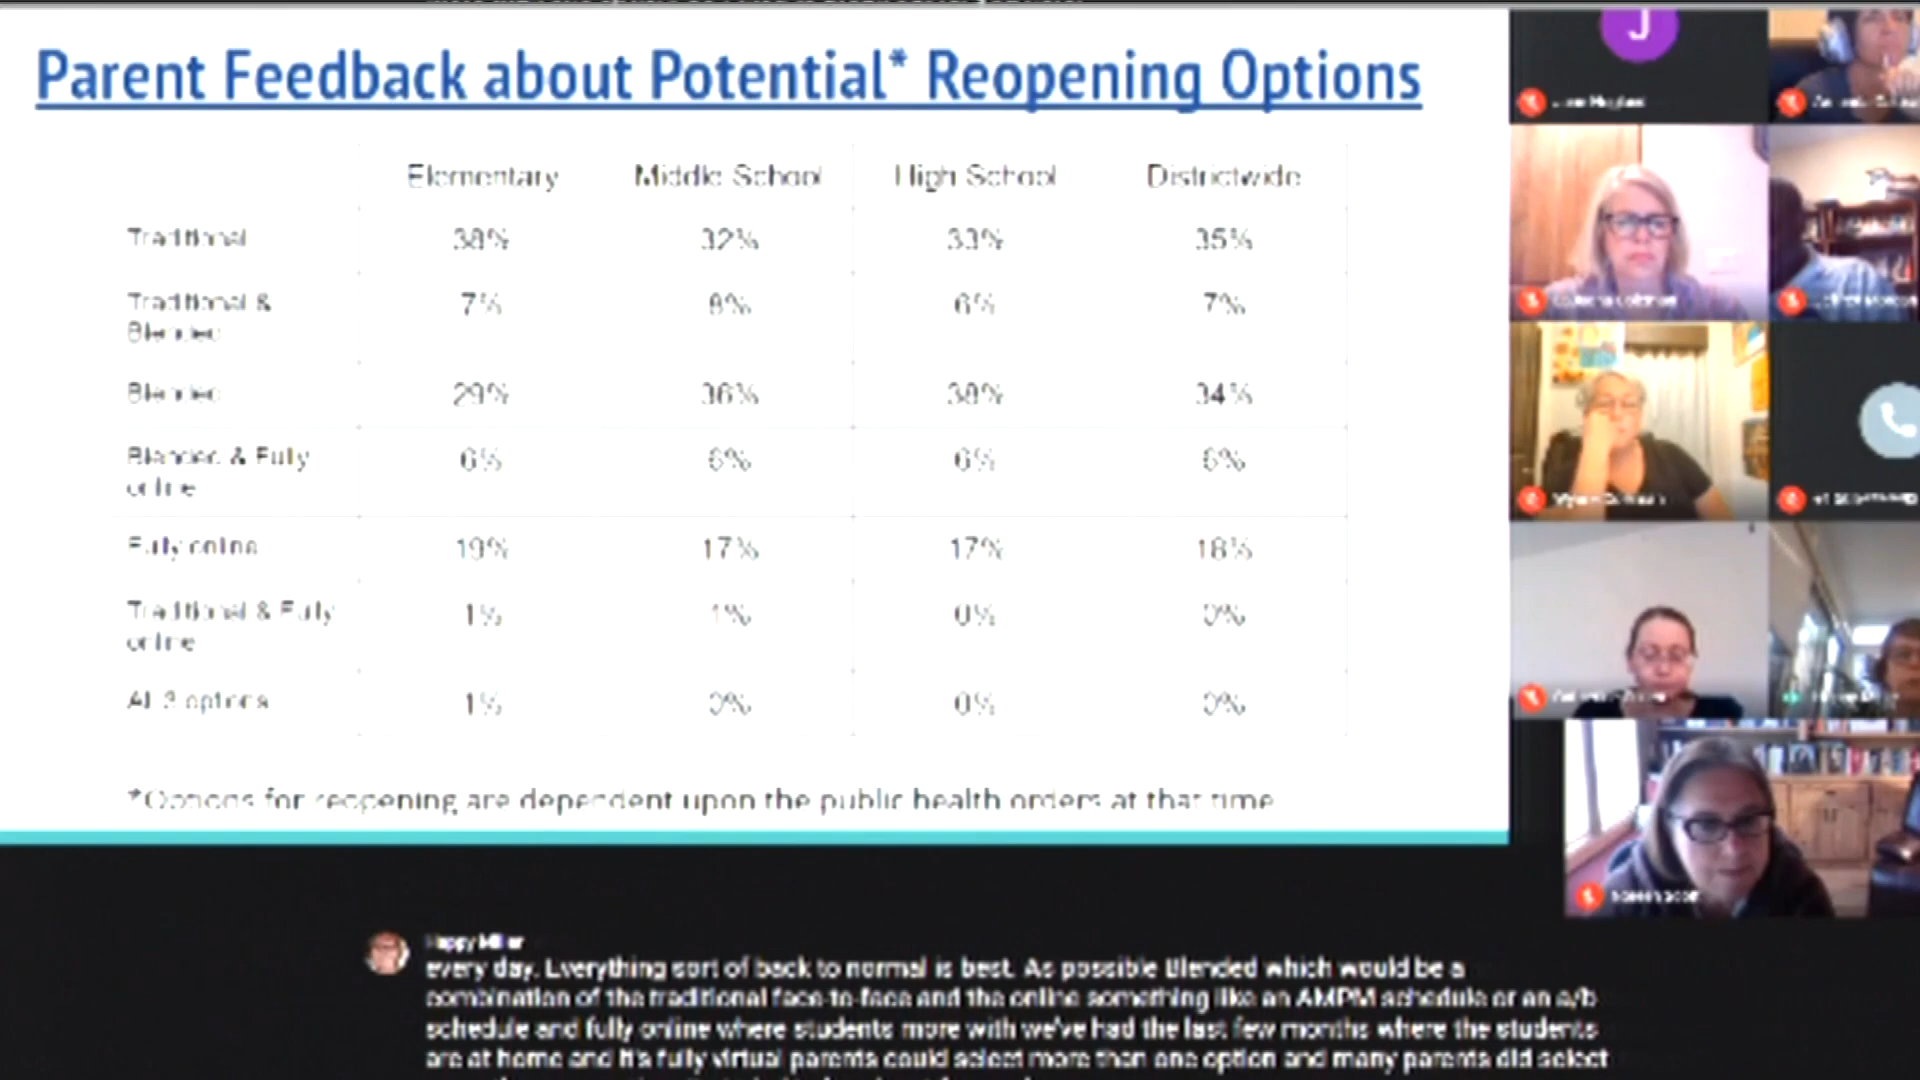 Parent Feedback about Potential* Reopening Options
Elementary Middle School High School Districtwide
Traditional 38% 32% 33% 35%
Traditional & 7% 8% 6% 7%
Blended
Blended 29% 36% 38% 34%
Blended & Fully 6% 6% 6% 6%
online
Fully online 19% 17% 17% 18%
Traditional & Fully 1% 1% 0% 0%
online
All 3 options 1% 0% 0% 0%
*Options for reopening are dependent upon the public health orders at that time
J
Happy Miller
every day. Everything sort of back to normal is best. As possible Blended which would be a
combination of the traditional face-to-face and the online something like an AMPM schedule or an a/b
schedule and fully online where students more with we've had the last few months where the students
are at home and it's fully virtual parents could select more than one option and many parents did select